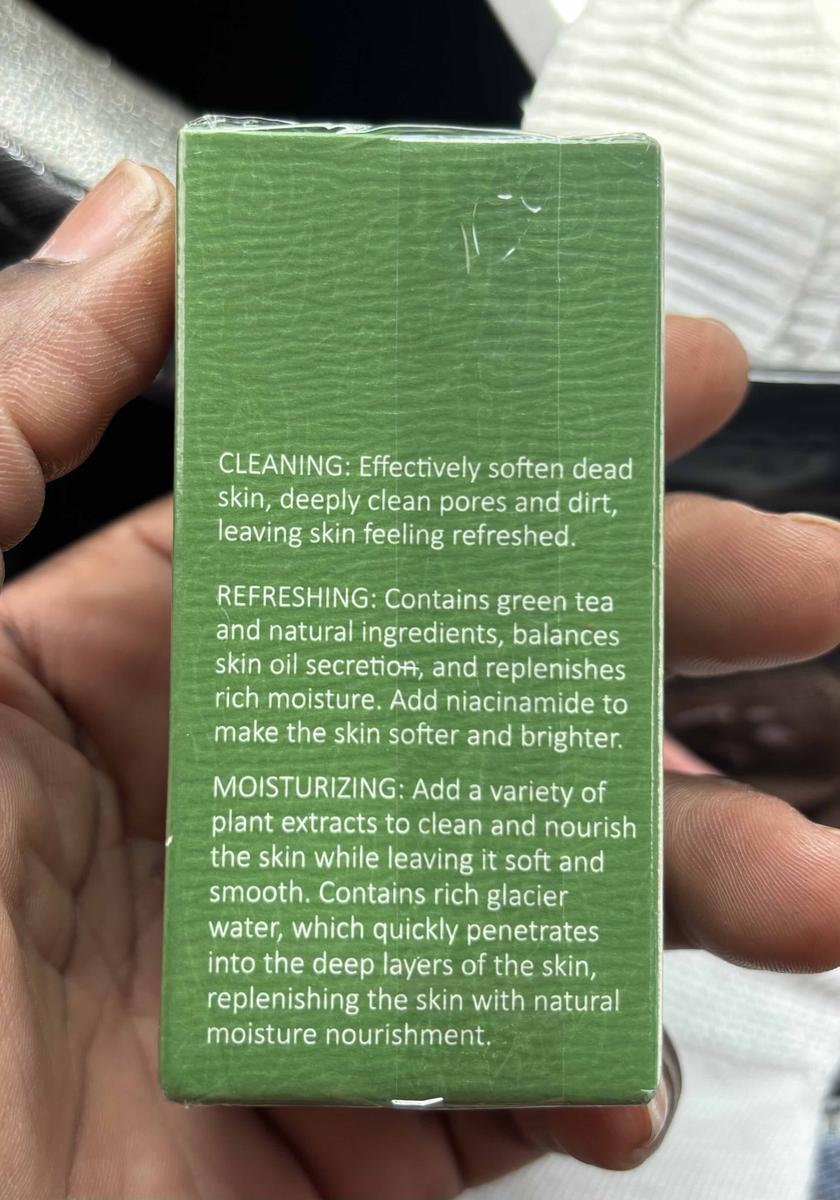 CLEANING: Effectively soften dead
skin, deeply clean pores and dirt,
leaving skin feeling refreshed.
REFRESHING: Contains green tea
and natural ingredients, balances
skin oil secretion, and replenishes
rich moisture. Add niacinamide to
make the skin softer and brighter.
MOISTURIZING: Add a variety of
plant extracts to clean and nourish
the skin while leaving it soft and
smooth. Contains rich glacier
water, which quickly penetrates
into the deep layers of the skin,
replenishing the skin with natural
moisture nourishment.